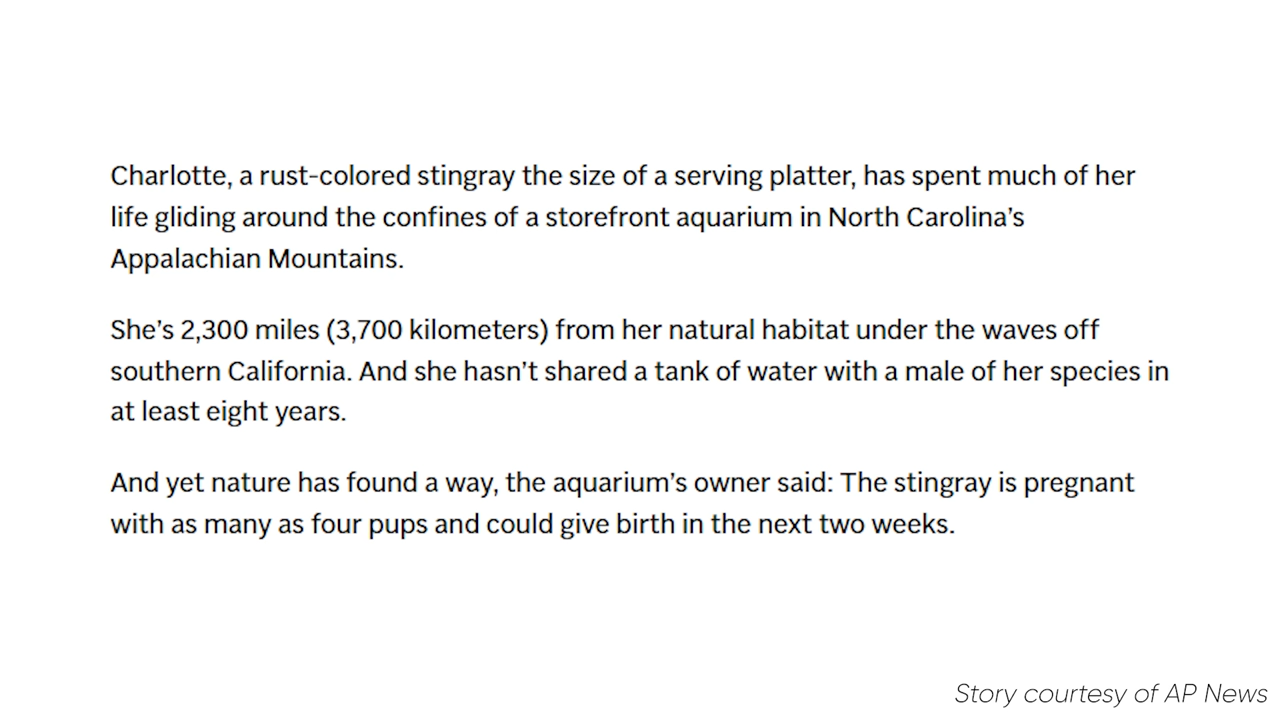 Charlotte, a rust-colored stingray the size of a serving platter, has spent much of her
life gliding around the confines of a storefront aquarium in North Carolina’s
Appalachian Mountains.
She’s 2,300 miles (3,700 kilometers) from her natural habitat under the waves off
southern California. And she hasn’t shared a tank of water with a male of her species in
at least eight years.
And yet nature has found a way, the aquarium’s owner said: The stingray is pregnant
with as many as four pups and could give birth in the next two weeks.
Story courtesy of AP News